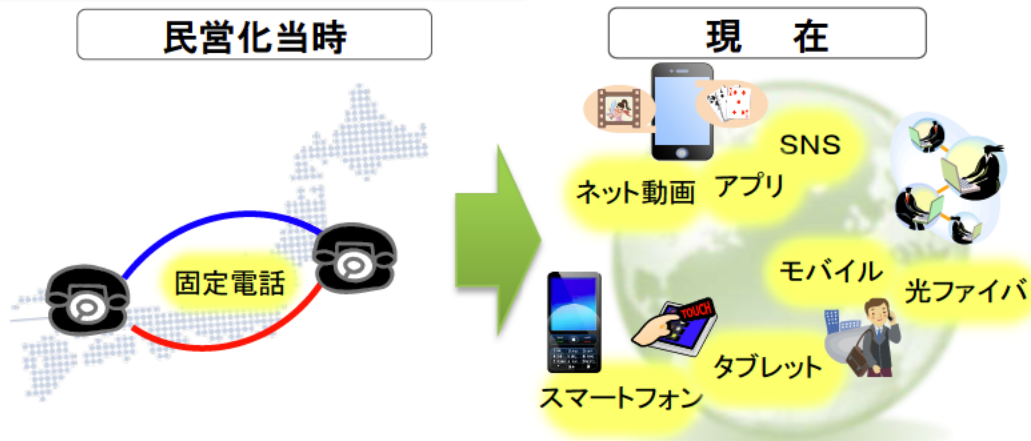 民営化当時
現 在
固定電話
SNS
ネット動画
アプリ
モバイル
光ファイバ
TOUCH
タブレット
スマートフォン